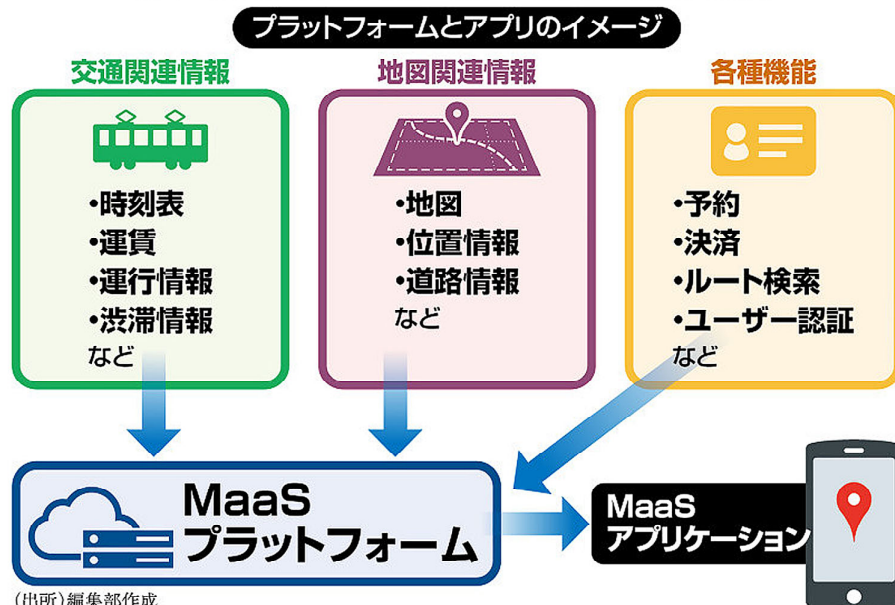 プラットフォームとアプリのイメージ
交通関連情報
・時刻表
・運賃
・運行情報
・渋滞情報
など
地図関連情報
・地図
・位置情報
・道路情報
など
各種機能
・予約
・決済
・ルート検索
・ユーザー認証
など
MaaS
プラットフォーム
MaaS
アプリケーション
(出所)編集部作成